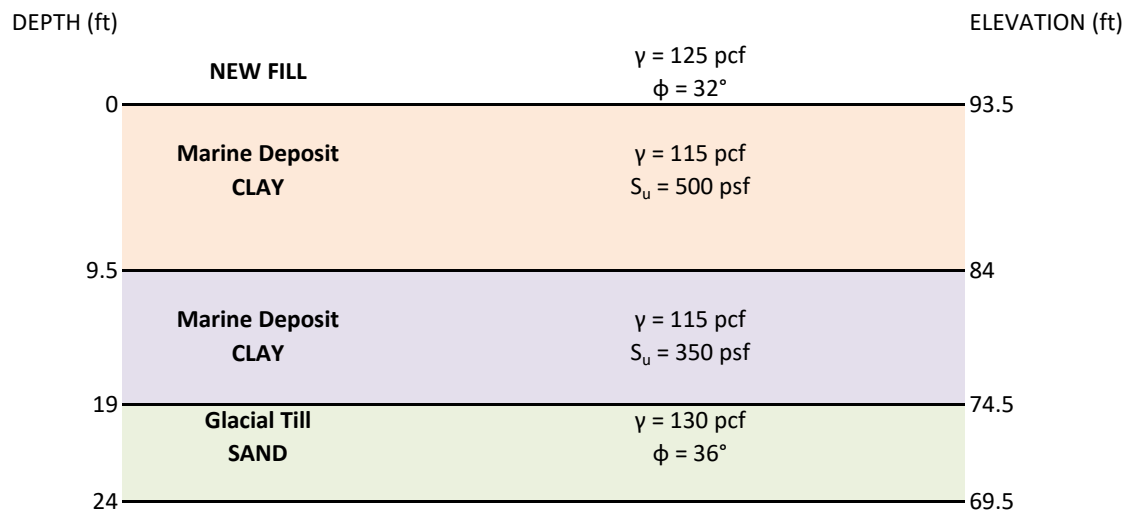 DEPTH (ft)
ELEVATION (ft)
NEW FILL
γ = 125 pcf
ϕ = 32°
0
93.5
Marine Deposit
CLAY
γ = 115 pcf
Su = 500 psf
9.5
84
Marine Deposit
CLAY
γ = 115 pcf
Su = 350 psf
19
74.5
Glacial Till
SAND
γ = 130 pcf
ϕ = 36°
24
69.5